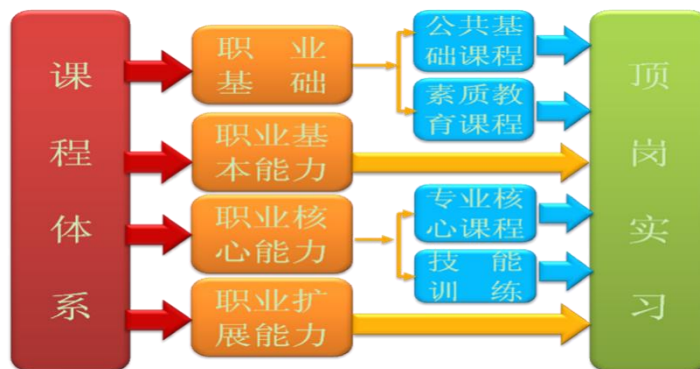 课程体系
职 业
基 础
公共基
础课程
素质教
育课程
职业基
本能力
职业核
心能力
专业核
心课程
技 能
训 练
职业扩
展能力
顶岗实习